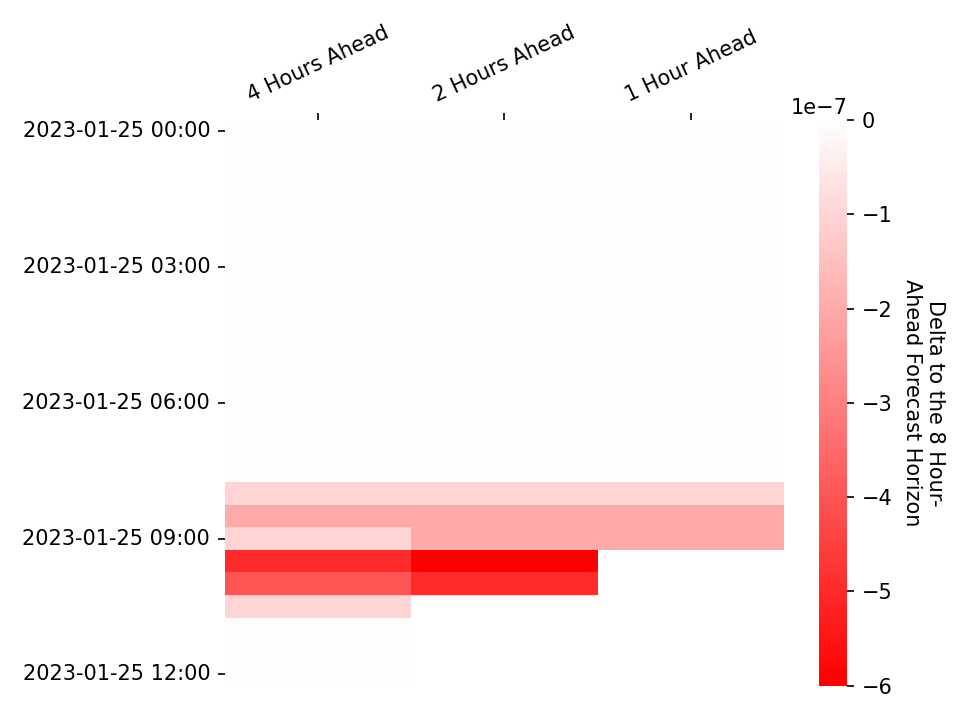 4 Hours Ahead
2 Hours Ahead
1 Hour Ahead
1e−7
2023-01-25 00:00
2023-01-25 03:00
2023-01-25 06:00
2023-01-25 09:00
2023-01-25 12:00
0
−1
−2
−3
−4
−5
−6
Delta to the 8 Hour-
Ahead Forecast Horizon